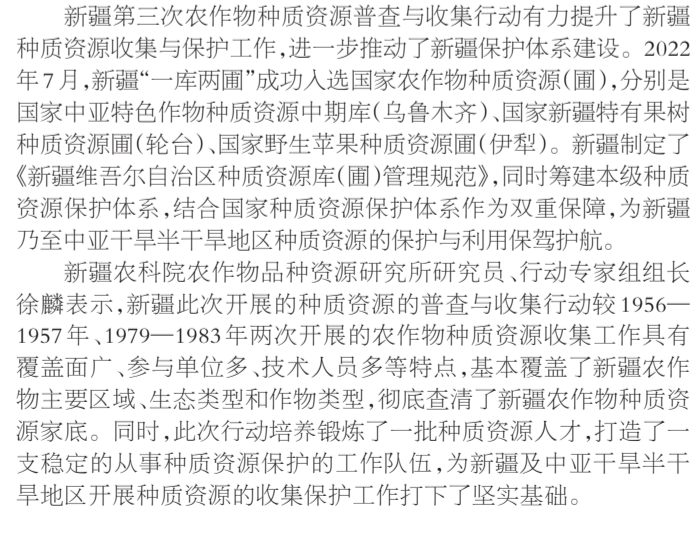 新疆第三次农作物种质资源普查与收集行动有力提升了新疆
种质资源收集与保护工作,进一步推动了新疆保护体系建设。2022
年7月,新疆“一库两圃”成功入选国家农作物种质资源(圃),分别是
国家中亚特色作物种质资源中期库(乌鲁木齐)、国家新疆特有果树
种质资源圃(轮台)、国家野生苹果种质资源圃(伊犁)。新疆制定了
《新疆维吾尔自治区种质资源库(圃)管理规范》,同时筹建本级种质
资源保护体系,结合国家种质资源保护体系作为双重保障,为新疆
乃至中亚干旱半干旱地区种质资源的保护与利用保驾护航。
新疆农科院农作物品种资源研究所研究员、行动专家组组长
徐麟表示,新疆此次开展的种质资源的普查与收集行动较1956—
1957年、1979—1983年两次开展的农作物种质资源收集工作具有
覆盖面广、参与单位多、技术人员多等特点,基本覆盖了新疆农作
物主要区域、生态类型和作物类型,彻底查清了新疆农作物种质资
源家底。同时,此次行动培养锻炼了一批种质资源人才,打造了一
支稳定的从事种质资源保护的工作队伍,为新疆及中亚干旱半干
旱地区开展种质资源的收集保护工作打下了坚实基础。